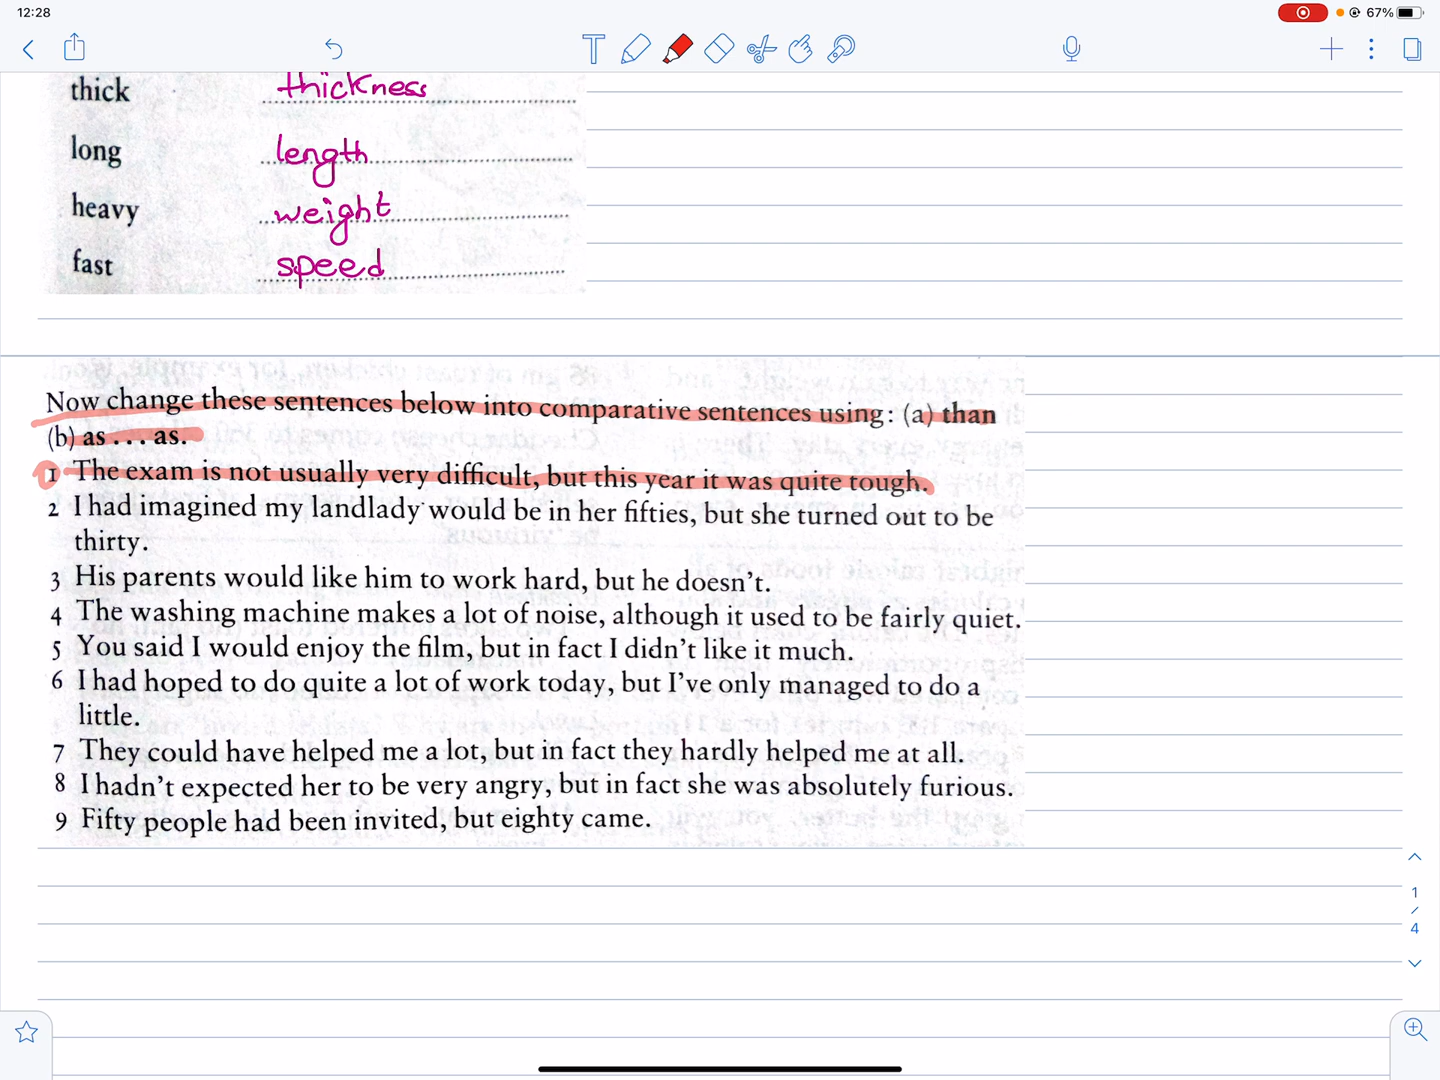 12:28
67%
thick thickness
long length
heavy weight
fast speed
Now change these sentences below into comparative sentences using: (a) than
(b) as . . . as.
1 The exam is not usually very difficult, but this year it was quite tough.
2 I had imagined my landlady would be in her fifties, but she turned out to be
thirty.
3 His parents would like him to work hard, but he doesn't.
4 The washing machine makes a lot of noise, although it used to be fairly quiet.
5 You said I would enjoy the film, but in fact I didn't like it much.
6 I had hoped to do quite a lot of work today, but I've only managed to do a
little.
7 They could have helped me a lot, but in fact they hardly helped me at all.
8 I hadn't expected her to be very angry, but in fact she was absolutely furious.
9 Fifty people had been invited, but eighty came.
1
/
4